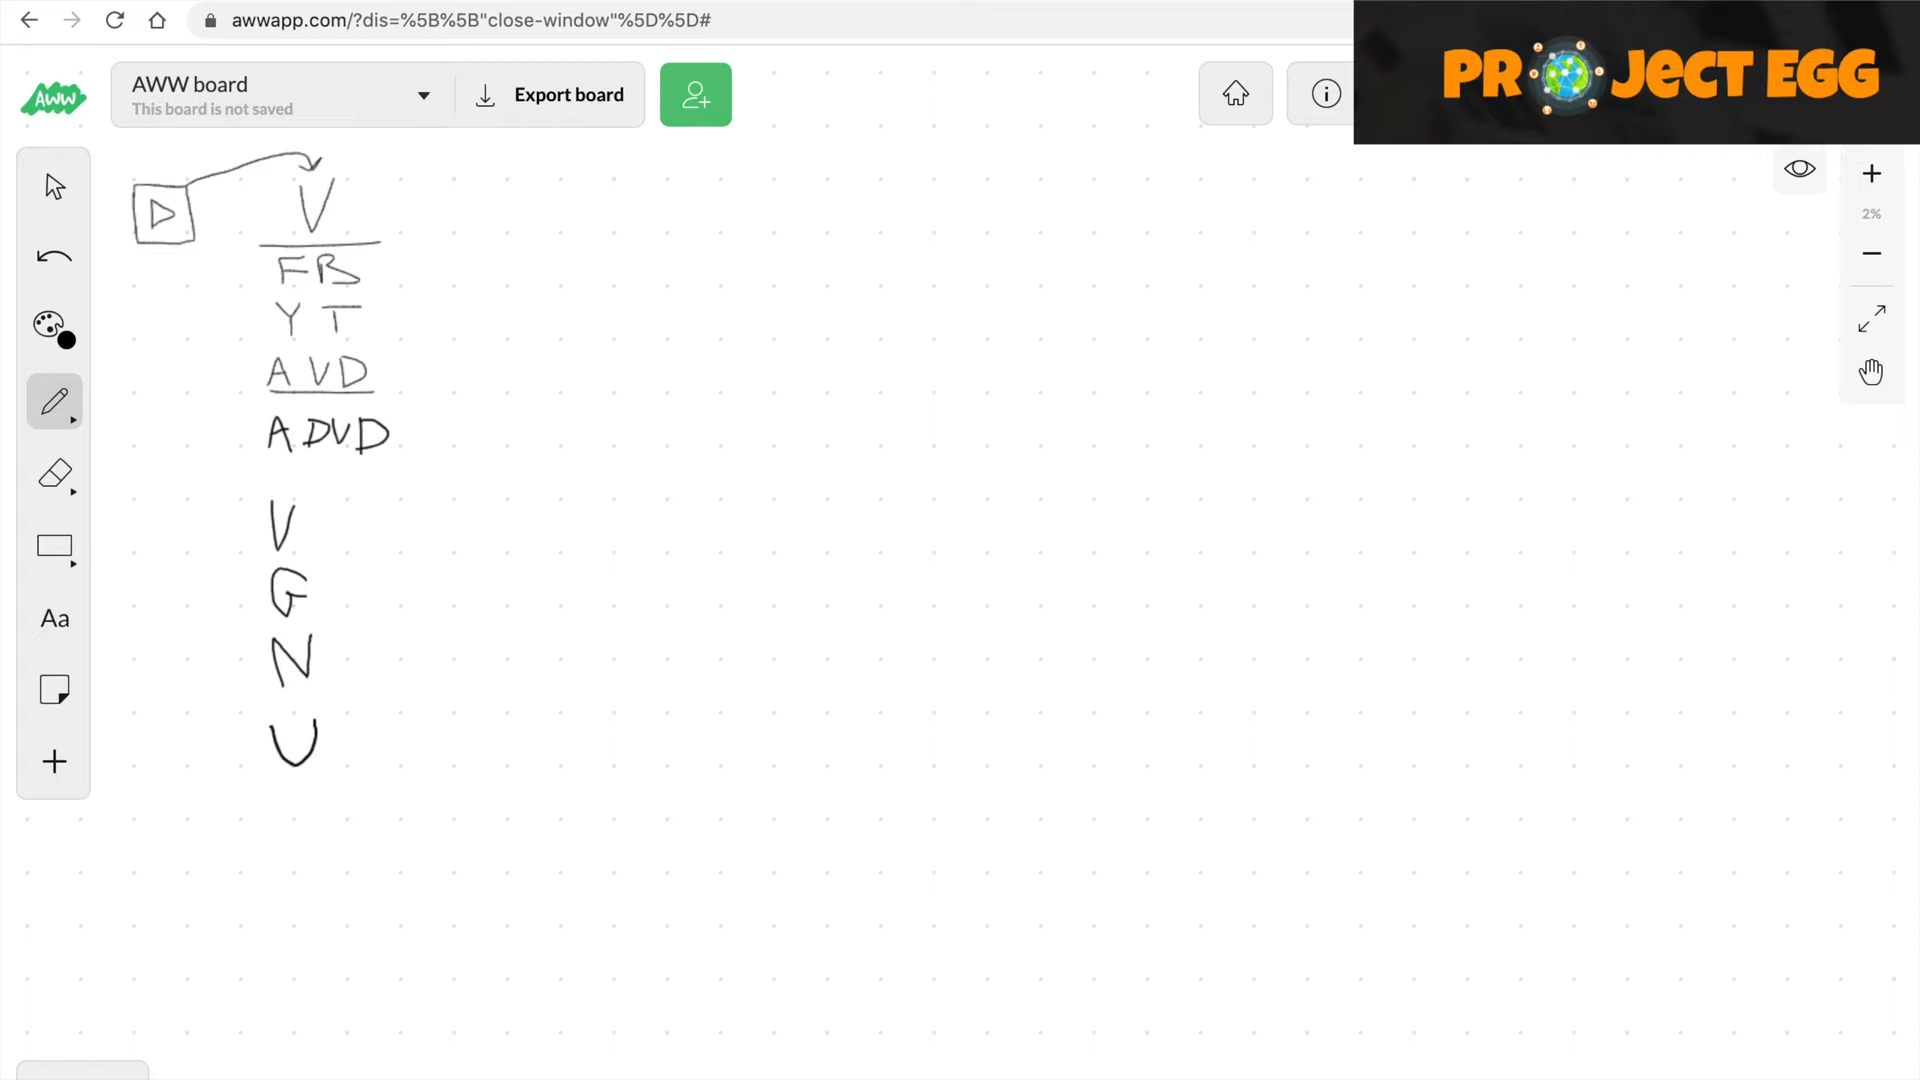 awwapp.com/?dis=%5B%5B"close-window"%5D%5D#
PROJECT EGG
AWW
AWW board
This board is not saved
Export board
2%
Aa
V
FB
YT
AVD
ADVD
V
G
N
U